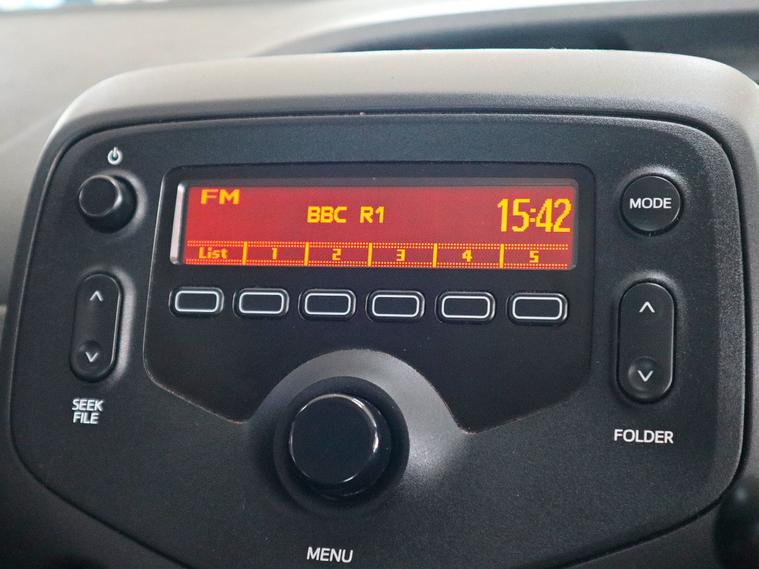 FM
BBC R1
15:42
List 1 2 3 4 5
MODE
SEEK
FILE
FOLDER
MENU